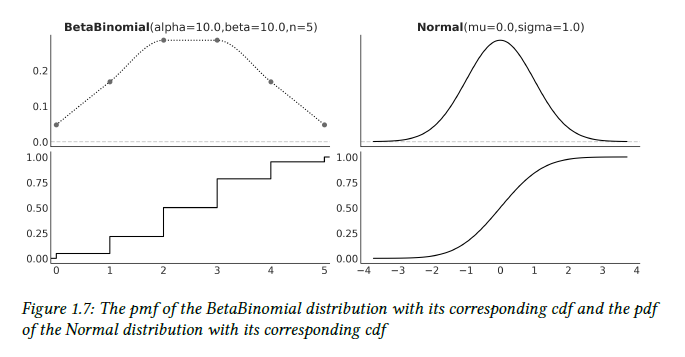 BetaBinomial(alpha=10.0,beta=10.0,n=5)
Normal(mu=0.0,sigma=1.0)
0.2
0.1
0.0
1.00
0.75
0.50
0.25
0.00
0 1 2 3 4 5
1.00
0.75
0.50
0.25
0.00
−4 −3 −2 −1 0 1 2 3 4
Figure 1.7: The pmf of the BetaBinomial distribution with its corresponding cdf and the pdf
of the Normal distribution with its corresponding cdf